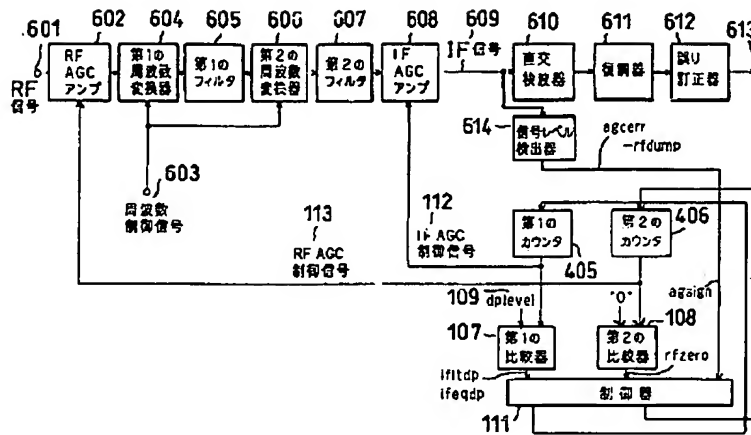 601
RF
信号
602
RF
AGC
アンプ
604
第1の
周波数
変換器
605
第1の
フィルタ
606
第2の
周波数
変換器
607
第2の
フィルタ
608
IF
AGC
アンプ
609
IF信号
610
直交
検波器
611
復調器
612
誤り
訂正器
613
614
信号レベル
検出器
agcerr
-rfdump
603
周波数
制御信号
113
RF AGC
制御信号
112
IF AGC
制御信号
第1の
カウンタ
405
第2の
カウンタ
406
109 dplevel
"0"
agsign
107
第1の
比較器
108
第2の
比較器
ifltdp
ifeqdp
rfzero
制御器
111